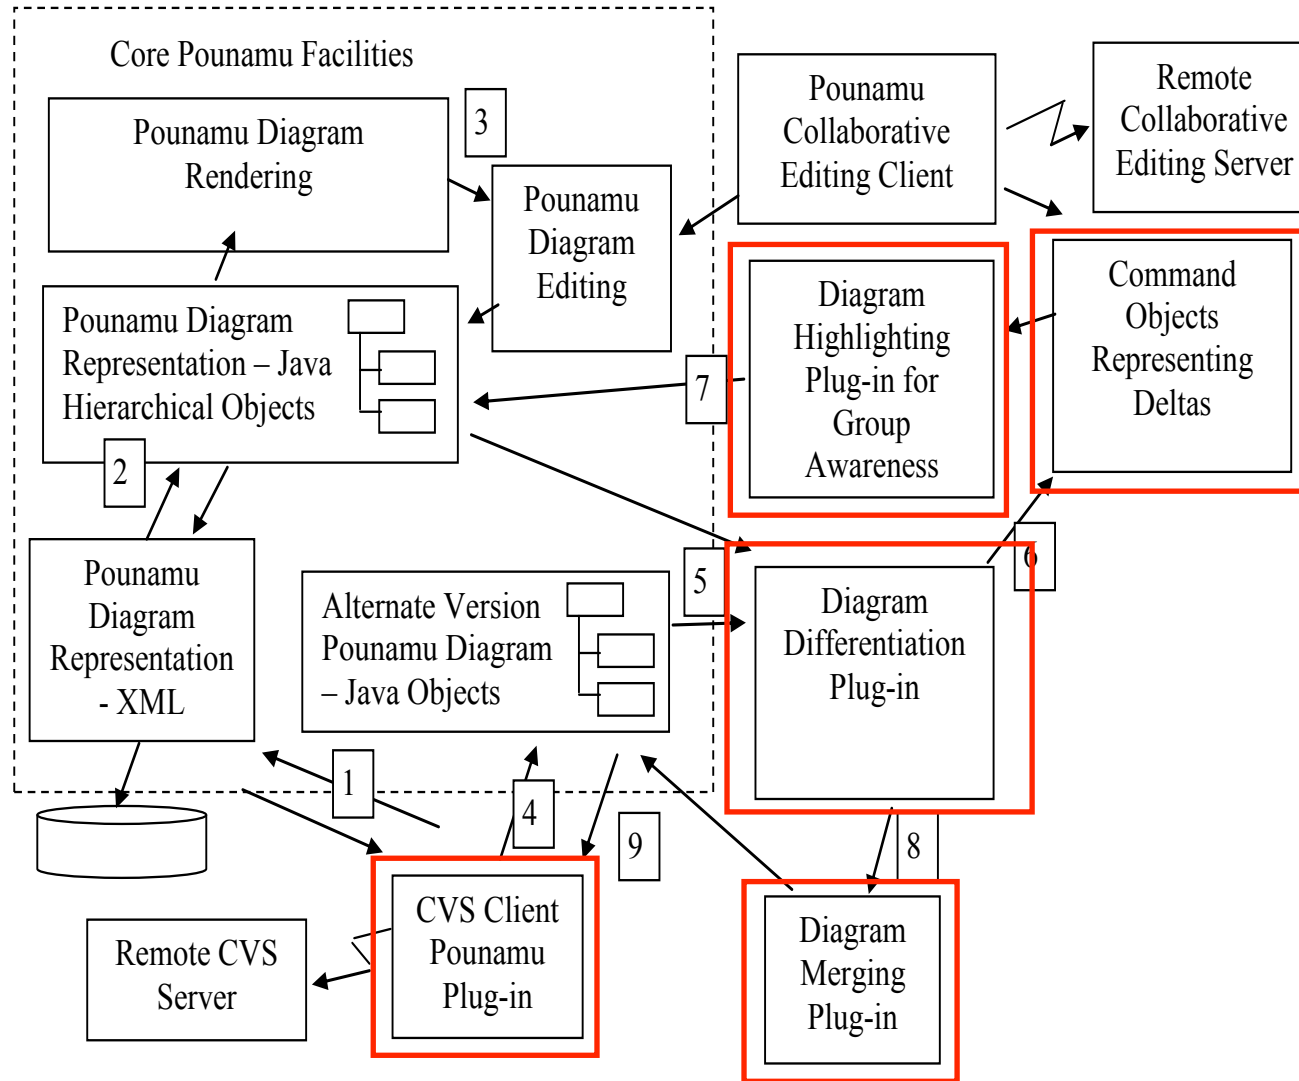 Core Pounamu Facilities
Pounamu Diagram
Rendering
3
Pounamu
Diagram
Editing
Pounamu
Collaborative
Editing Client
Remote
Collaborative
Editing Server
Pounamu Diagram
Representation – Java
Hierarchical Objects
2
7
Diagram
Highlighting
Plug-in for
Group
Awareness
Command
Objects
Representing
Deltas
Pounamu
Diagram
Representation
- XML
Alternate Version
Pounamu Diagram
– Java Objects
5
Diagram
Differentiation
Plug-in
6
1
4
9
8
Remote CVS
Server
CVS Client
Pounamu
Plug-in
Diagram
Merging
Plug-in